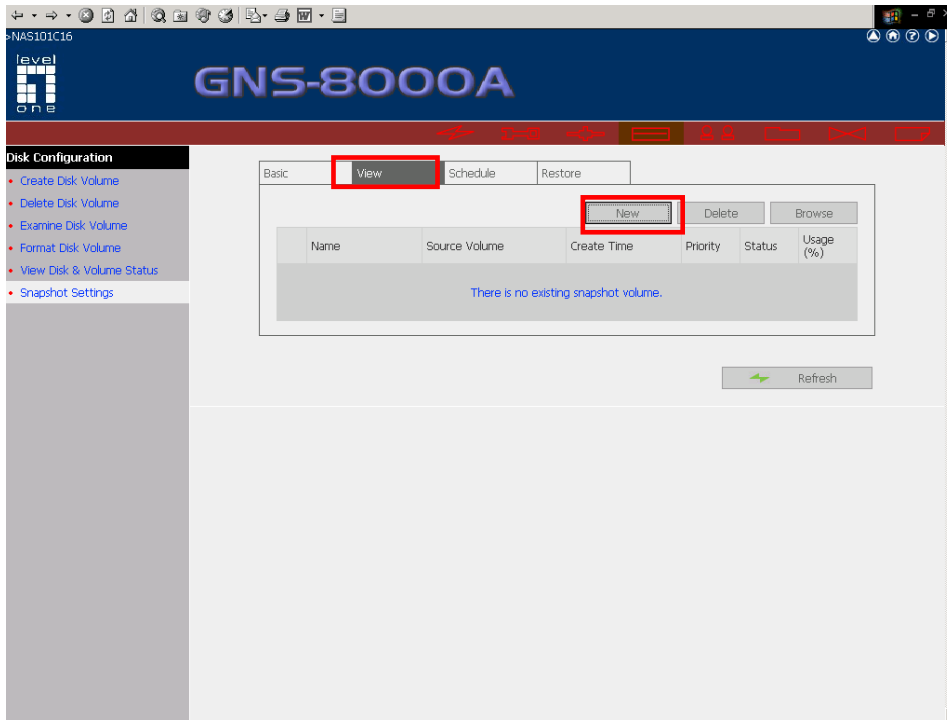 >NAS101C16
level
one
GNS-8000A
Disk Configuration
Create Disk Volume
Delete Disk Volume
Examine Disk Volume
Format Disk Volume
View Disk & Volume Status
Snapshot Settings
Basic View Schedule Restore
New Delete Browse
Name Source Volume Create Time Priority Status Usage (%)
There is no existing snapshot volume.
Refresh